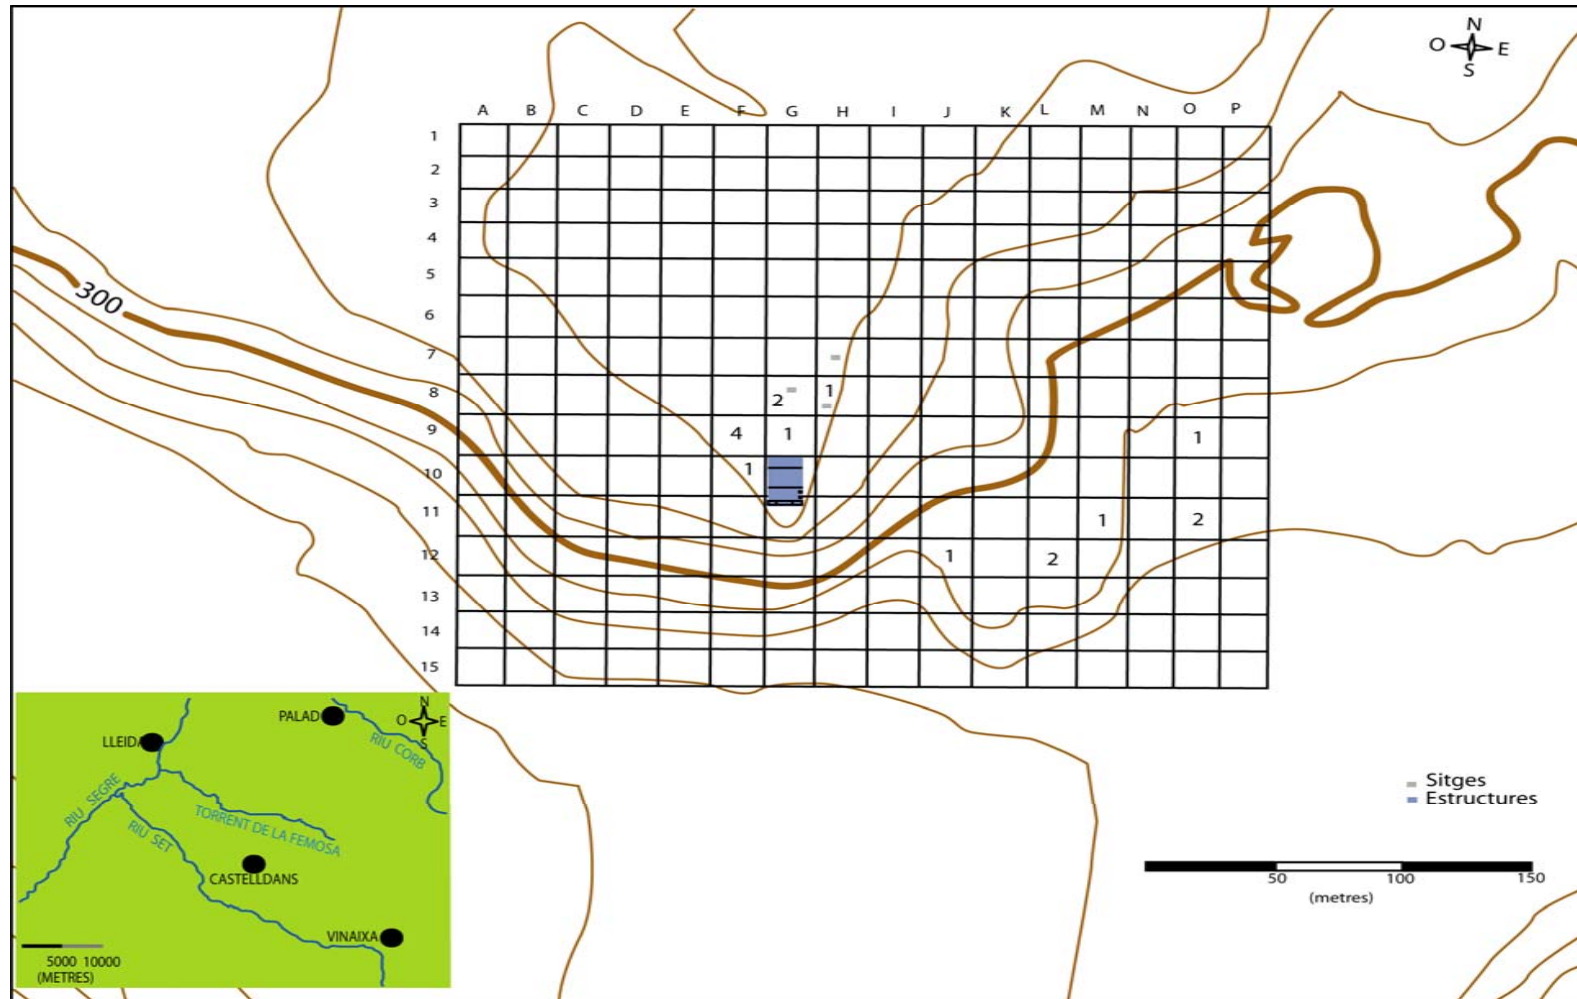 N
O E
S
A B C D E F G H I J K L M N O P
1
2
3
4
5
300
6
7
8 2 1
9 4 1 1
10 1
11 1 2
12 1 2
13
14
15
N
O E
S
PALAD
LLEIDA
RIU CORB
RIU SEGRE
TORRENT DE LA FEMOSA
RIU SET
CASTELLDANS
VINAIXA
5000 10000
(METRES)
Sitges
Estructures
50 100 150
(metres)